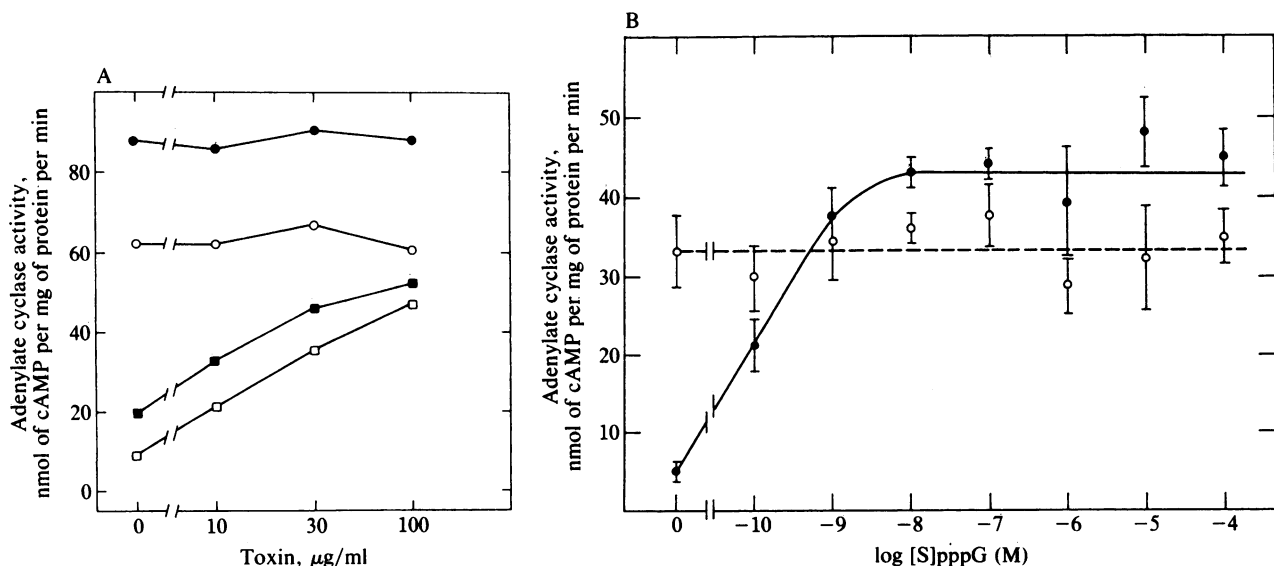 A
Adenylate cyclase activity,
nmol of cAMP per mg of protein per min
80
60
40
20
0
0
10
30
100
Toxin, μg/ml
B
Adenylate cyclase activity,
nmol of cAMP per mg of protein per min
50
40
30
20
10
0
−10
−9
−8
−7
−6
−5
−4
log [S]pppG (M)